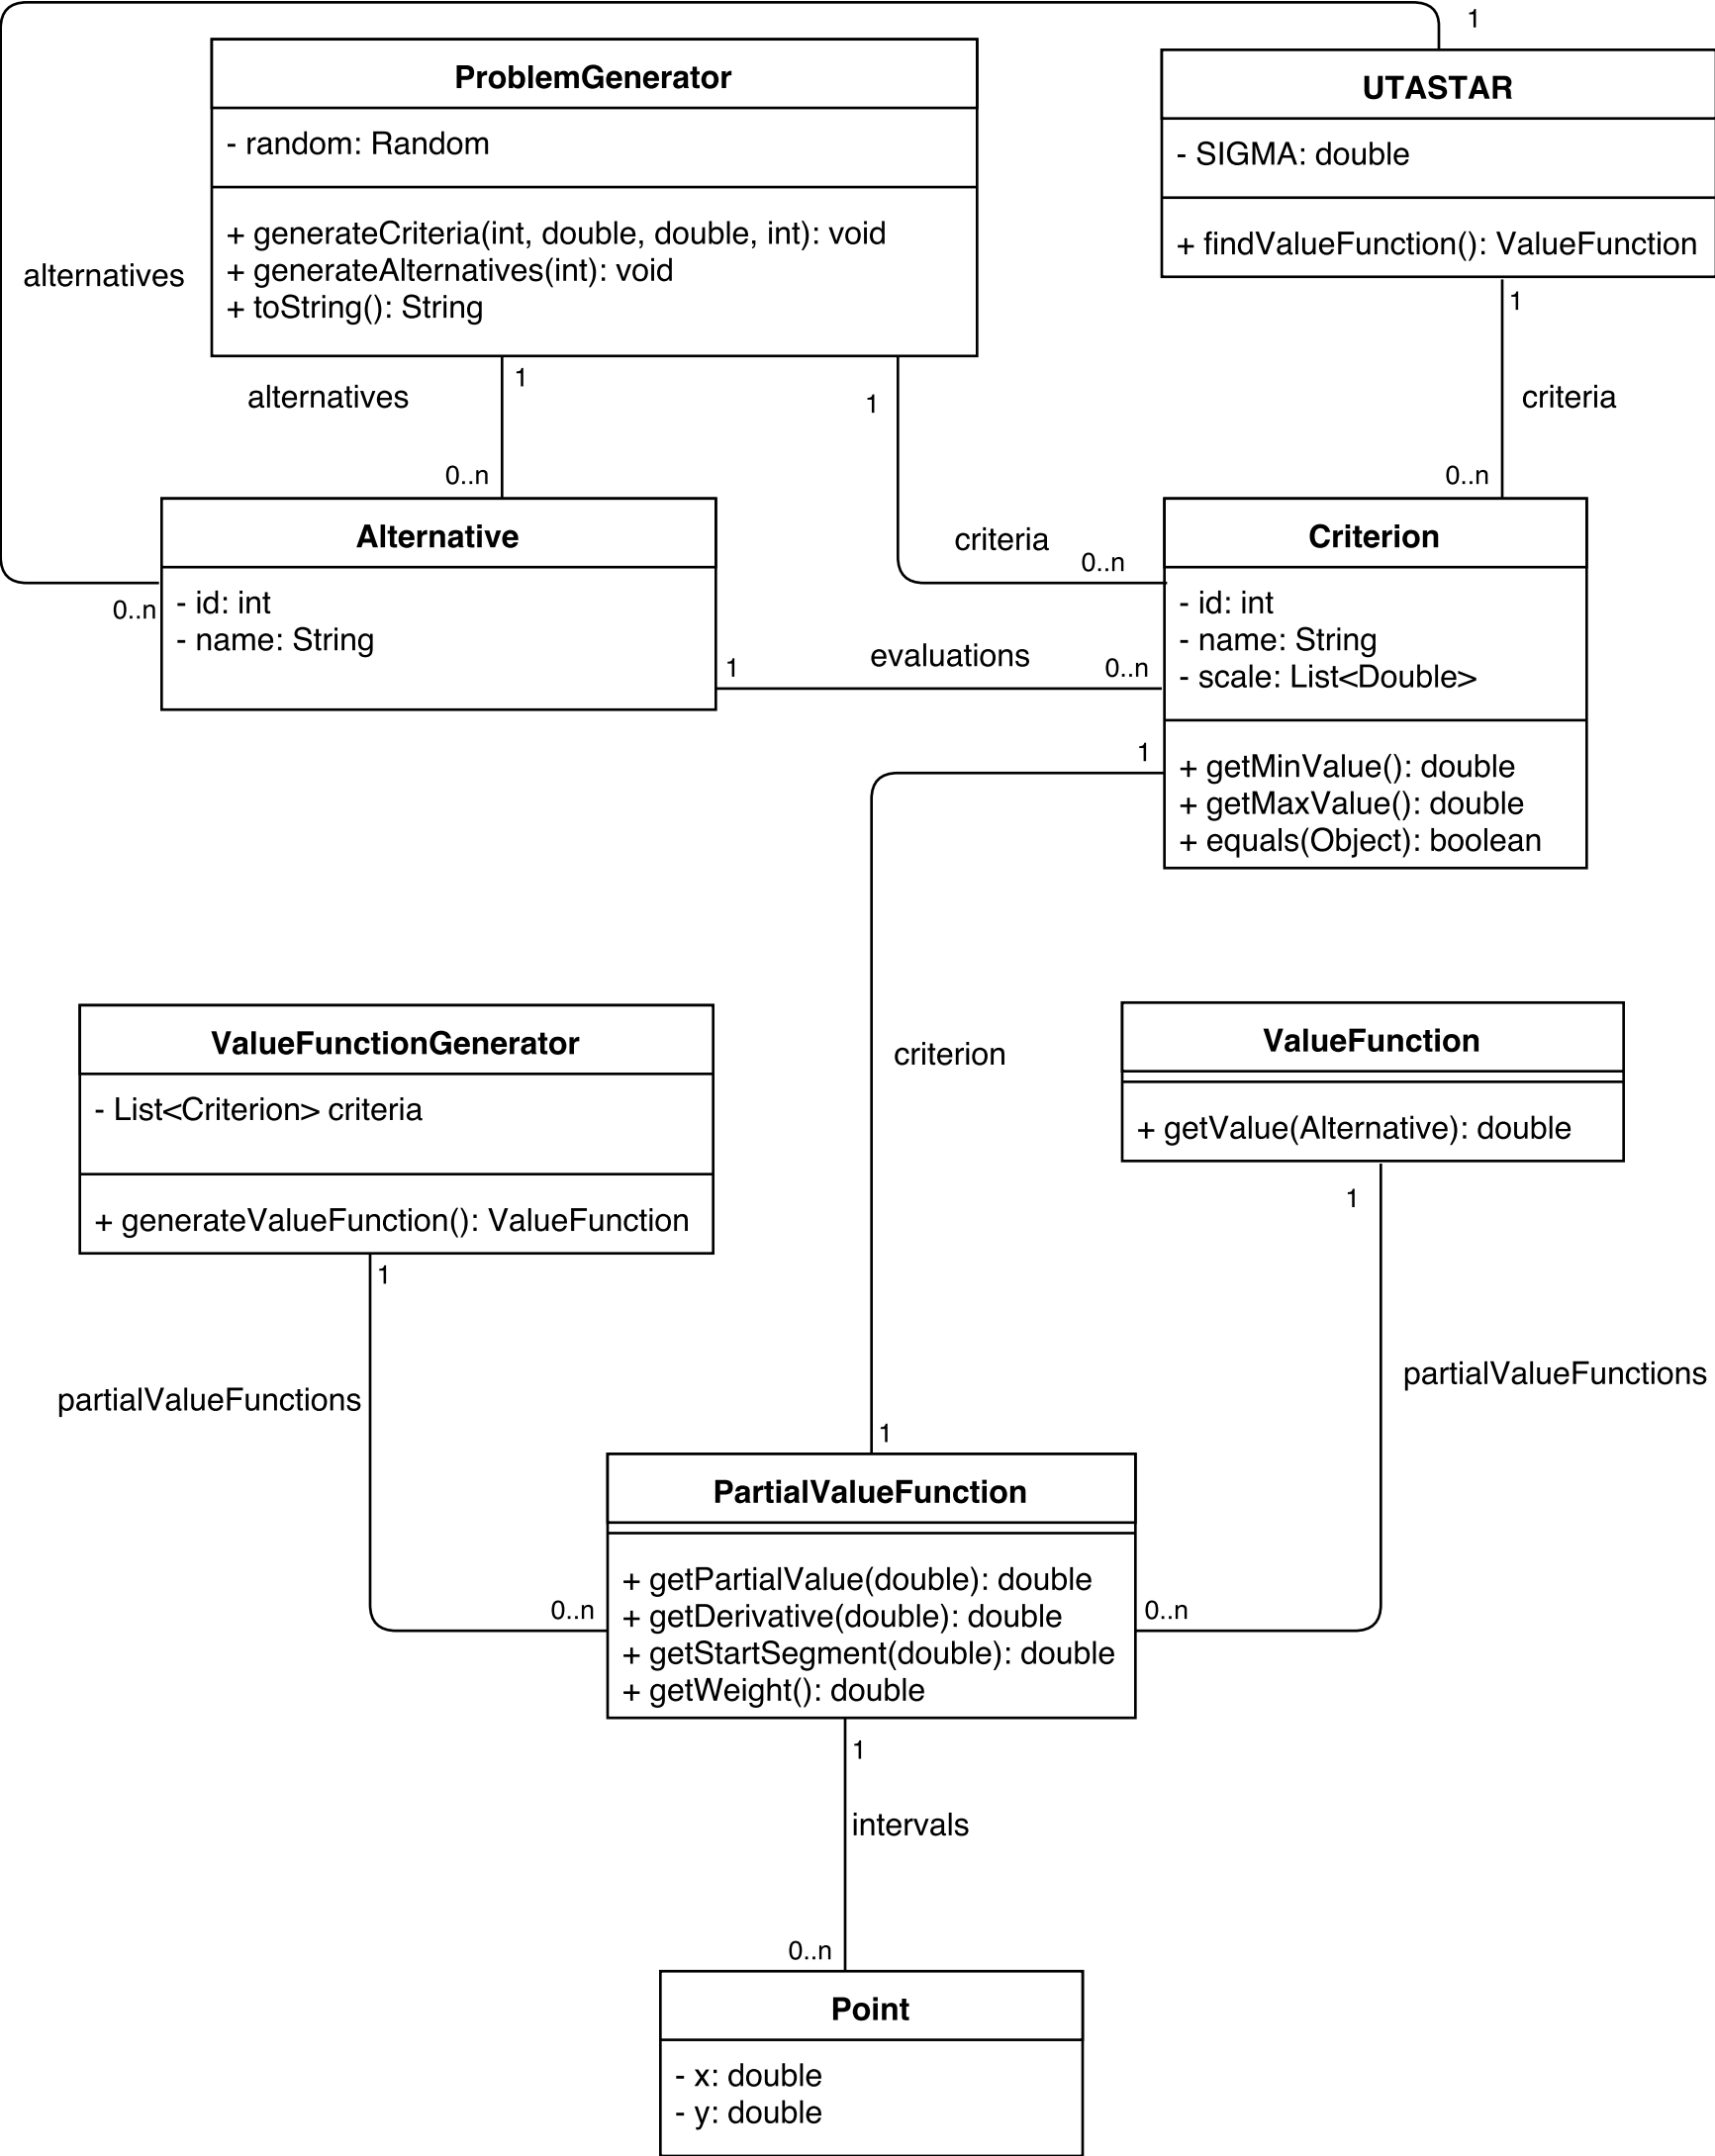 1
ProblemGenerator
- random: Random
+ generateCriteria(int, double, double, int): void
+ generateAlternatives(int): void
+ toString(): String
UTASTAR
- SIGMA: double
+ findValueFunction(): ValueFunction
alternatives
1
alternatives
1
1
criteria
0..n
0..n
Alternative
- id: int
- name: String
0..n
criteria
0..n
Criterion
- id: int
- name: String
- scale: List<Double>
+ getMinValue(): double
+ getMaxValue(): double
+ equals(Object): boolean
1
evaluations
0..n
1
ValueFunctionGenerator
- List<Criterion> criteria
+ generateValueFunction(): ValueFunction
criterion
ValueFunction
+ getValue(Alternative): double
1
1
partialValueFunctions
partialValueFunctions
1
PartialValueFunction
+ getPartialValue(double): double
+ getDerivative(double): double
+ getStartSegment(double): double
+ getWeight(): double
0..n
0..n
1
intervals
0..n
Point
- x: double
- y: double